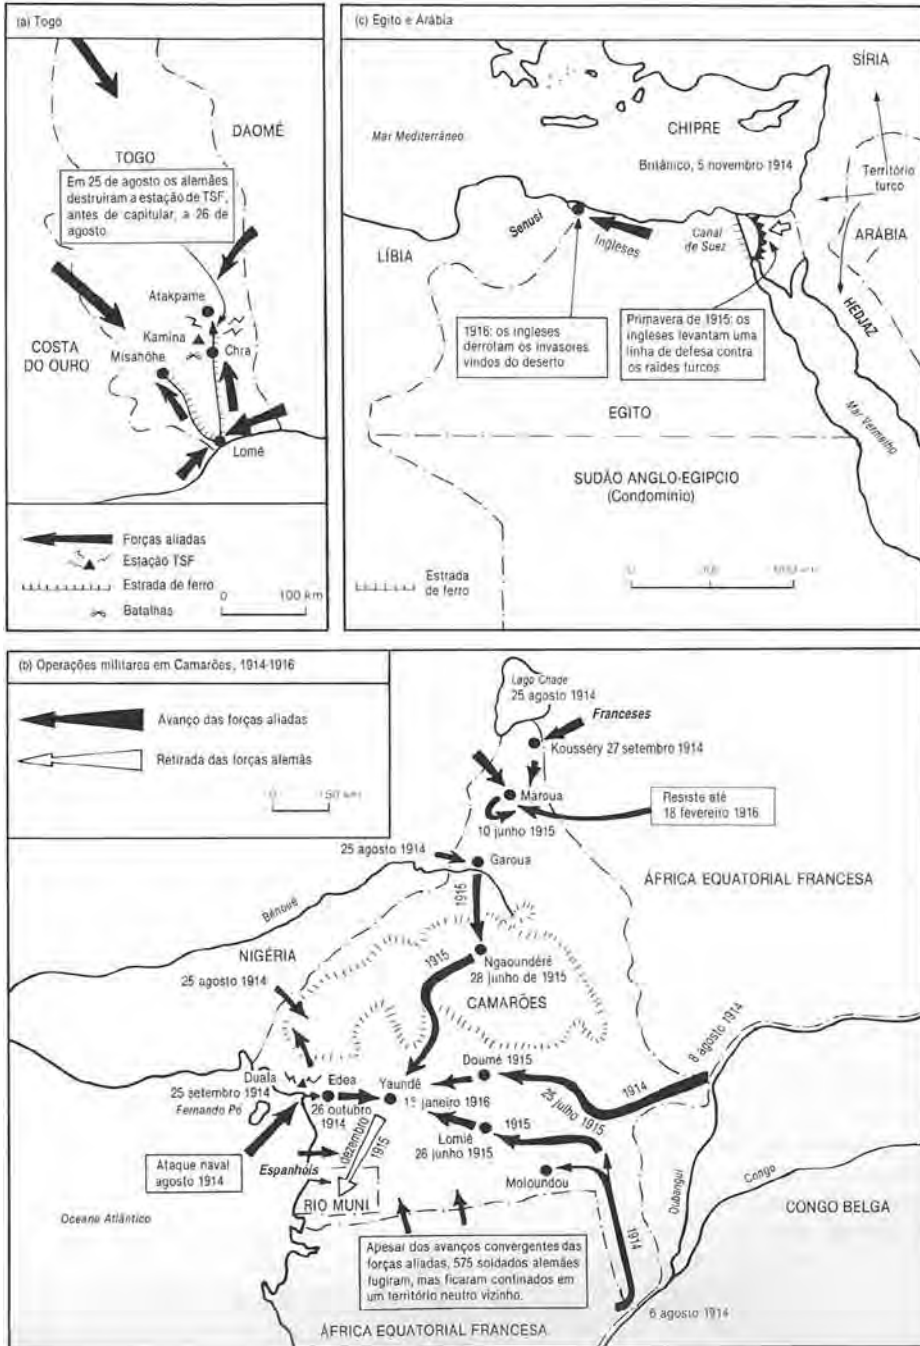 (a) Togo
DAOMÉ
TOGO
Em 25 de agosto os alemães
destruíram a estação de TSF,
antes de capitular, a 26 de
agosto.
Atakpame
Kamina
Chra
COSTA
DO OURO
Misahöhe
Lomé
Forças aliadas
Estação TSF
Estrada de ferro
Batalhas
0 100 km
(c) Egito e Arábia
SÍRIA
CHIPRE
Mar Mediterrâneo
Britânico, 5 novembro 1914
Território
turco
Senusi
Ingleses
Canal
de Suez
ARÁBIA
LÍBIA
HEDJAZ
1916: os ingleses
derrotam os invasores
vindos do deserto
Primavera de 1915: os
ingleses levantam uma
linha de defesa contra
os raides turcos
EGITO
Mar Vermelho
SUDÃO ANGLO-EGIPCIO
(Condomínio)
Estrada
de ferro
0
(b) Operações militares em Camarões, 1914-1916
Avanço das forças aliadas
Retirada das forças alemãs
0 150 km
Lago Chade
25 agosto 1914
Franceses
Kousséry 27 setembro 1914
Maroua
10 junho 1915
Resiste até
18 fevereiro 1916
25 agosto 1914
Garoua
ÁFRICA EQUATORIAL FRANCESA
Bénoué
1915
NIGÉRIA
25 agosto 1914
1915
Ngaoundéré
28 junho de 1915
CAMARÕES
8 agosto 1914
Doumé 1915
1914
25 julho 1915
Duala
25 setembro 1914
Fernando Pó
Edea
26 outubro
1914
Yaundé
janeiro 1916
1915
Lomié
26 junho 1915
dezembro
1915
Ataque naval
agosto 1914
Espanhóis
Moloundou
RIO MUNI
Oubangui
Congo
CONGO BELGA
Oceano Atlântico
1914
Apesar dos avanços convergentes das
forças aliadas, 575 soldados alemães
fugiram, mas ficaram confinados em
um território neutro vizinho.
6 agosto 1914
ÁFRICA EQUATORIAL FRANCESA